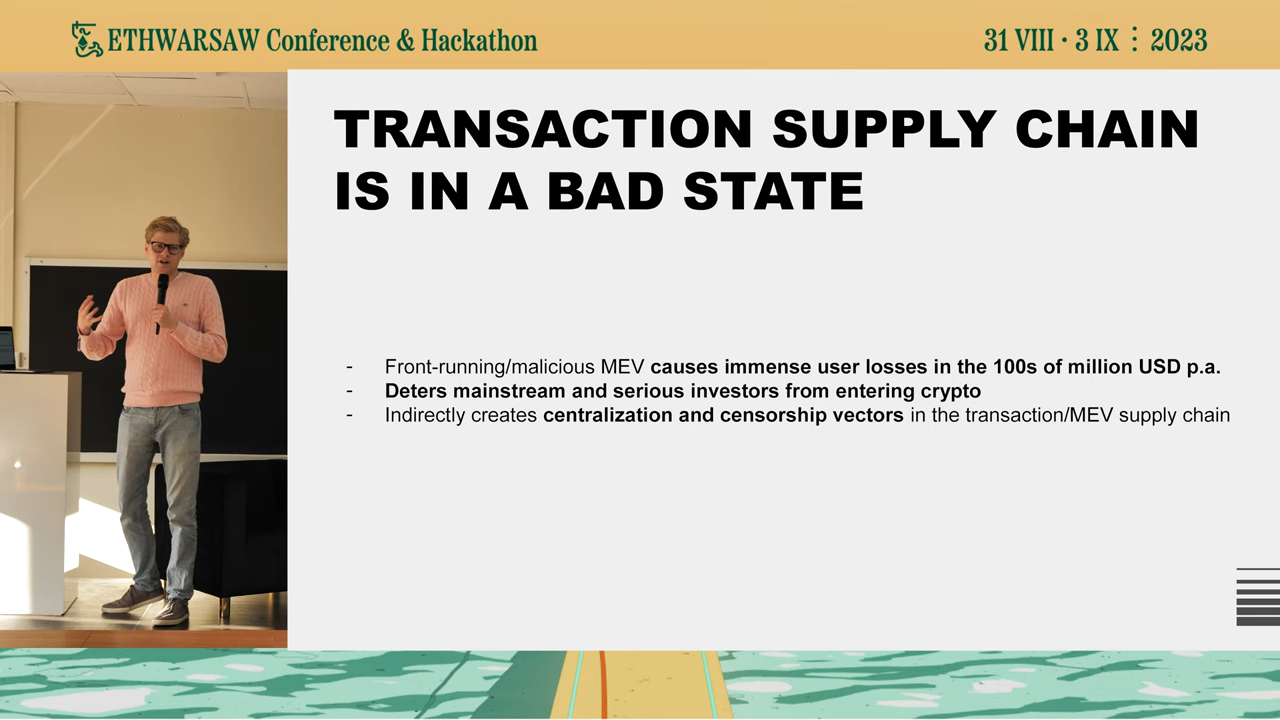 ETHWARSAW Conference & Hackathon
31 VIII · 3 IX ⋮ 2023
TRANSACTION SUPPLY CHAIN
IS IN A BAD STATE
- Front-running/malicious MEV causes immense user losses in the 100s of million USD p.a.
- Deters mainstream and serious investors from entering crypto
- Indirectly creates centralization and censorship vectors in the transaction/MEV supply chain